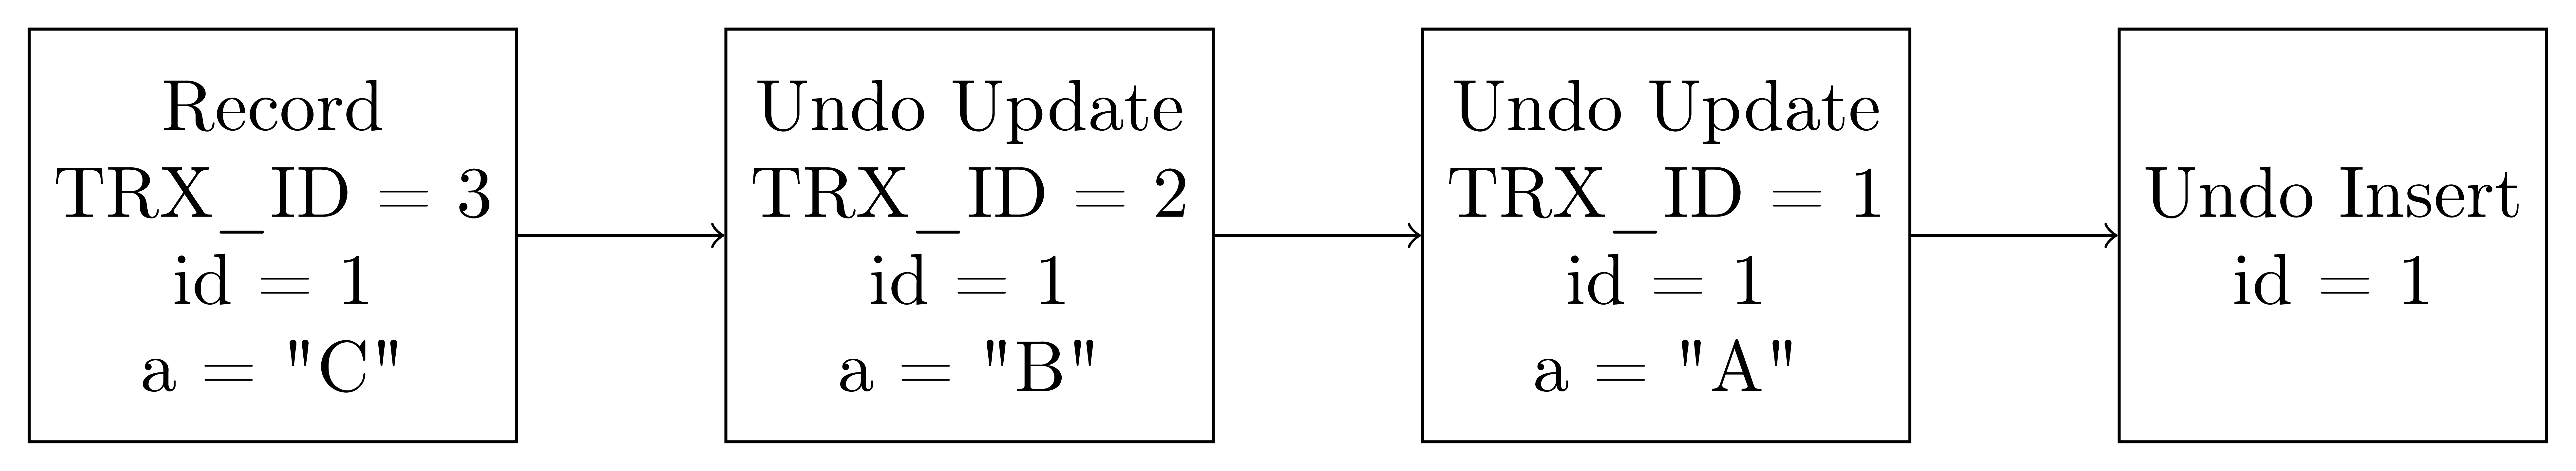 Record
TRX_ID = 3
id = 1
a = "C"
Undo Update
TRX_ID = 2
id = 1
a = "B"
Undo Update
TRX_ID = 1
id = 1
a = "A"
Undo Insert
id = 1